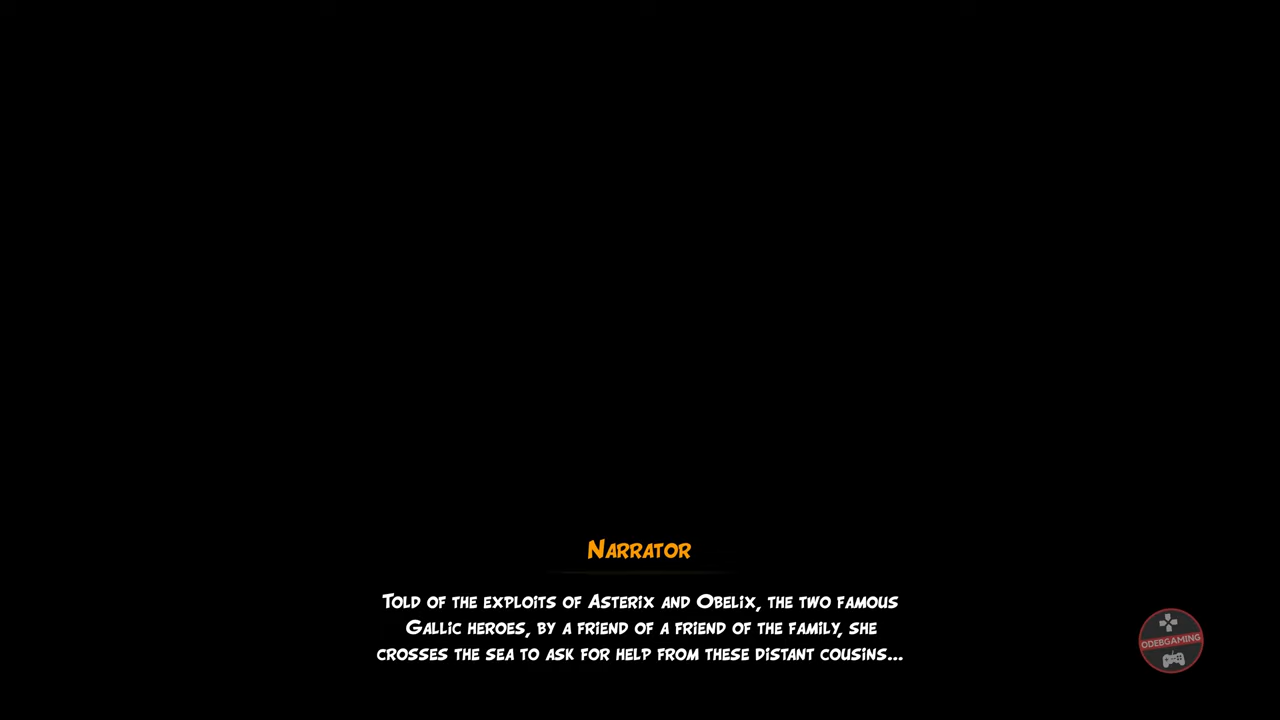 Narrator
Told of the exploits of Asterix and Obelix, the two famous
Gallic heroes, by a friend of a friend of the family, she
crosses the sea to ask for help from these distant cousins...
ODEBGAMING